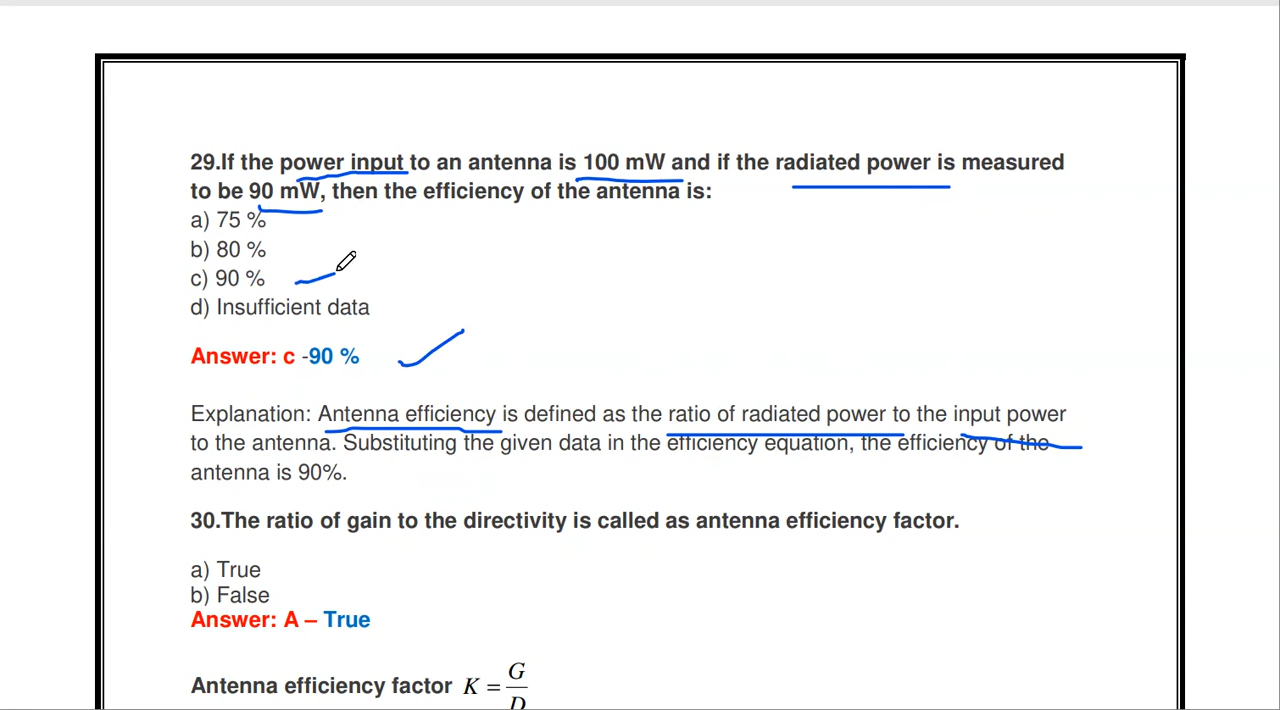 29.If the power input to an antenna is 100 mW and if the radiated power is measured
to be 90 mW, then the efficiency of the antenna is:
a) 75 %
b) 80 %
c) 90 %
d) Insufficient data
Answer: c -90 %
Explanation: Antenna efficiency is defined as the ratio of radiated power to the input power
to the antenna. Substituting the given data in the efficiency equation, the efficiency of the
antenna is 90%.
30.The ratio of gain to the directivity is called as antenna efficiency factor.
a) True
b) False
Answer: A – True
Antenna efficiency factor K = G
D